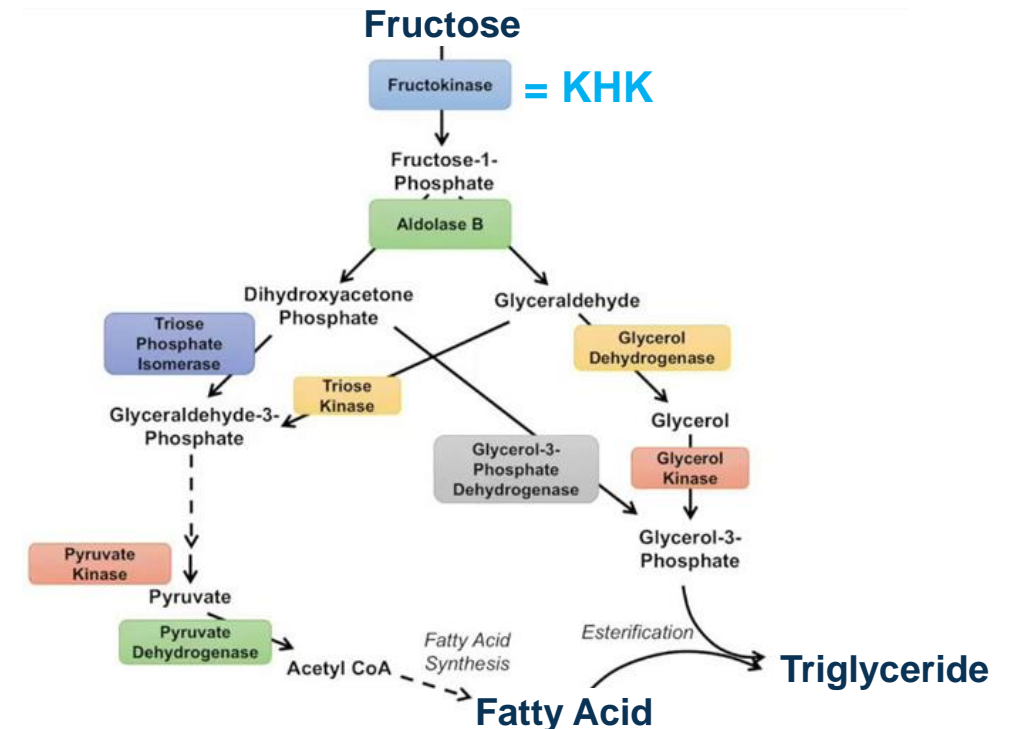 Fructose
Fructokinase
= KHK
Fructose-1-
Phosphate
Aldolase B
Dihydroxyacetone
Phosphate
Glyceraldehyde
Triose
Phosphate
Isomerase
Glycerol
Dehydrogenase
Triose
Kinase
Glyceraldehyde-3-
Phosphate
Glycerol
Glycerol-3-
Phosphate
Dehydrogenase
Glycerol
Kinase
Glycerol-3-
Phosphate
Pyruvate
Kinase
Pyruvate
Pyruvate
Dehydrogenase
Acetyl CoA
Fatty Acid
Synthesis
Esterification
Triglyceride
Fatty Acid